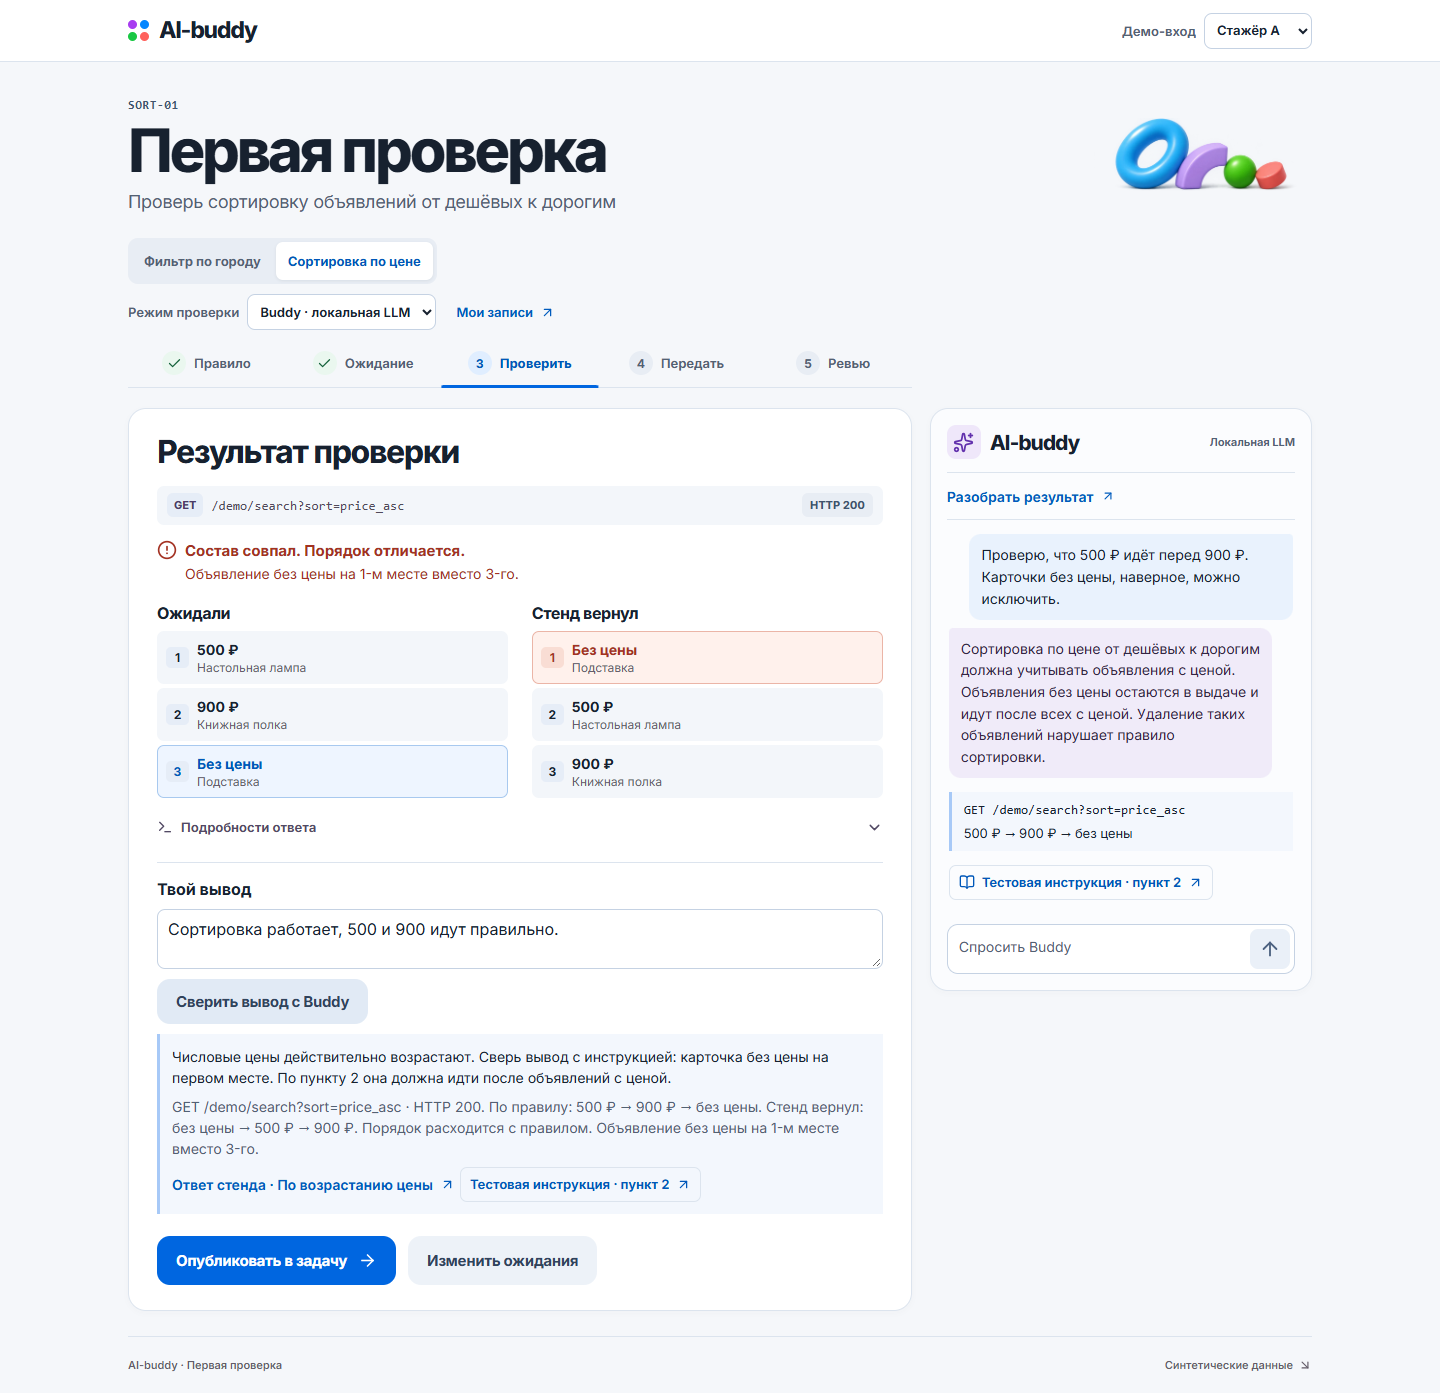 AI-buddy
Демо-вход
Стажёр А
SORT-01
Первая проверка
Проверь сортировку объявлений от дешёвых к дорогим
Фильтр по городу
Сортировка по цене
Режим проверки
Buddy · локальная LLM
Мои записи
Правило
Ожидание
3 Проверить
4 Передать
5 Ревью
Результат проверки
GET /demo/search?sort=price_asc
HTTP 200
Состав совпал. Порядок отличается.
Объявление без цены на 1-м месте вместо 3-го.
Ожидали
1 500 ₽
Настольная лампа
2 900 ₽
Книжная полка
3 Без цены
Подставка
Стенд вернул
1 Без цены
Подставка
2 500 ₽
Настольная лампа
3 900 ₽
Книжная полка
Подробности ответа
Твой вывод
Сортировка работает, 500 и 900 идут правильно.
Сверить вывод с Buddy
Числовые цены действительно возрастают. Сверь вывод с инструкцией: карточка без цены на
первом месте. По пункту 2 она должна идти после объявлений с ценой.
GET /demo/search?sort=price_asc · HTTP 200. По правилу: 500 ₽ → 900 ₽ → без цены. Стенд вернул:
без цены → 500 ₽ → 900 ₽. Порядок расходится с правилом. Объявление без цены на 1-м месте
вместо 3-го.
Ответ стенда · По возрастанию цены
Тестовая инструкция · пункт 2
Опубликовать в задачу
Изменить ожидания
AI-buddy
Локальная LLM
Разобрать результат
Проверю, что 500 ₽ идёт перед 900 ₽.
Карточки без цены, наверное, можно
исключить.
Сортировка по цене от дешёвых к дорогим
должна учитывать объявления с ценой.
Объявления без цены остаются в выдаче и
идут после всех с ценой. Удаление таких
объявлений нарушает правило
сортировки.
GET /demo/search?sort=price_asc
500 ₽ → 900 ₽ → без цены
Тестовая инструкция · пункт 2
Спросить Buddy
AI-buddy · Первая проверка
Синтетические данные